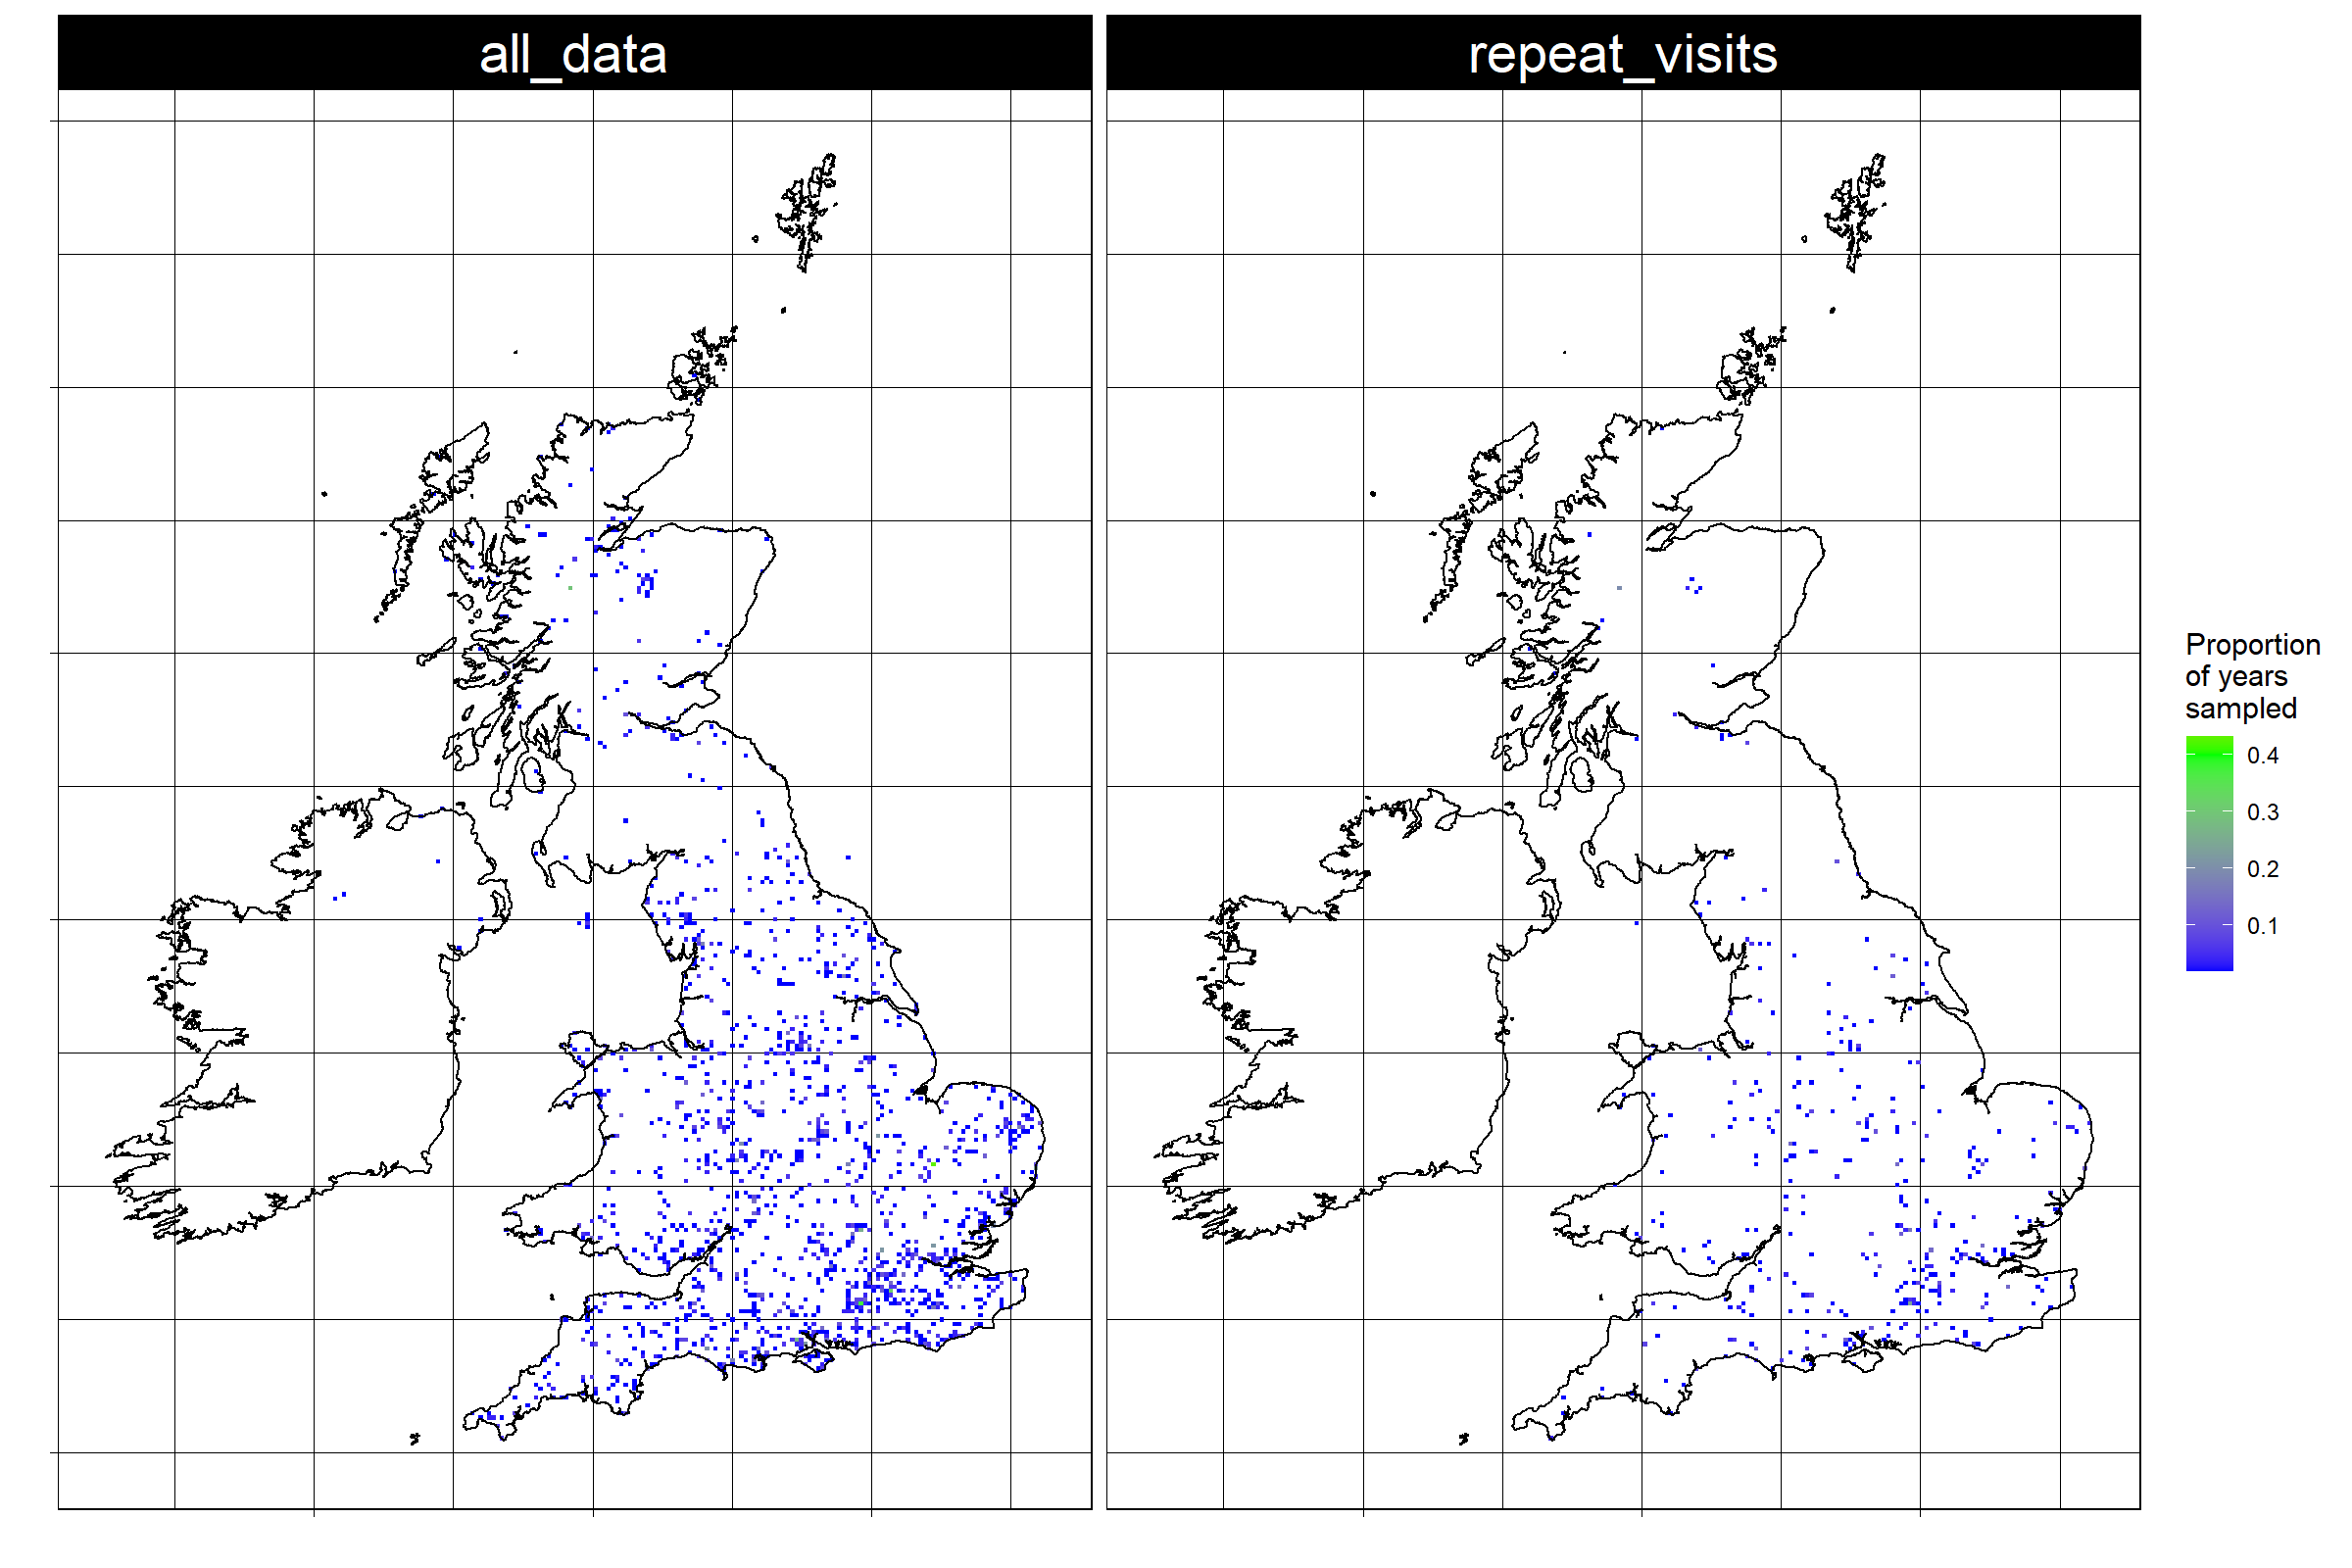 all_data
repeat_visits
Proportion
of years
sampled
0.4
0.3
0.2
0.1